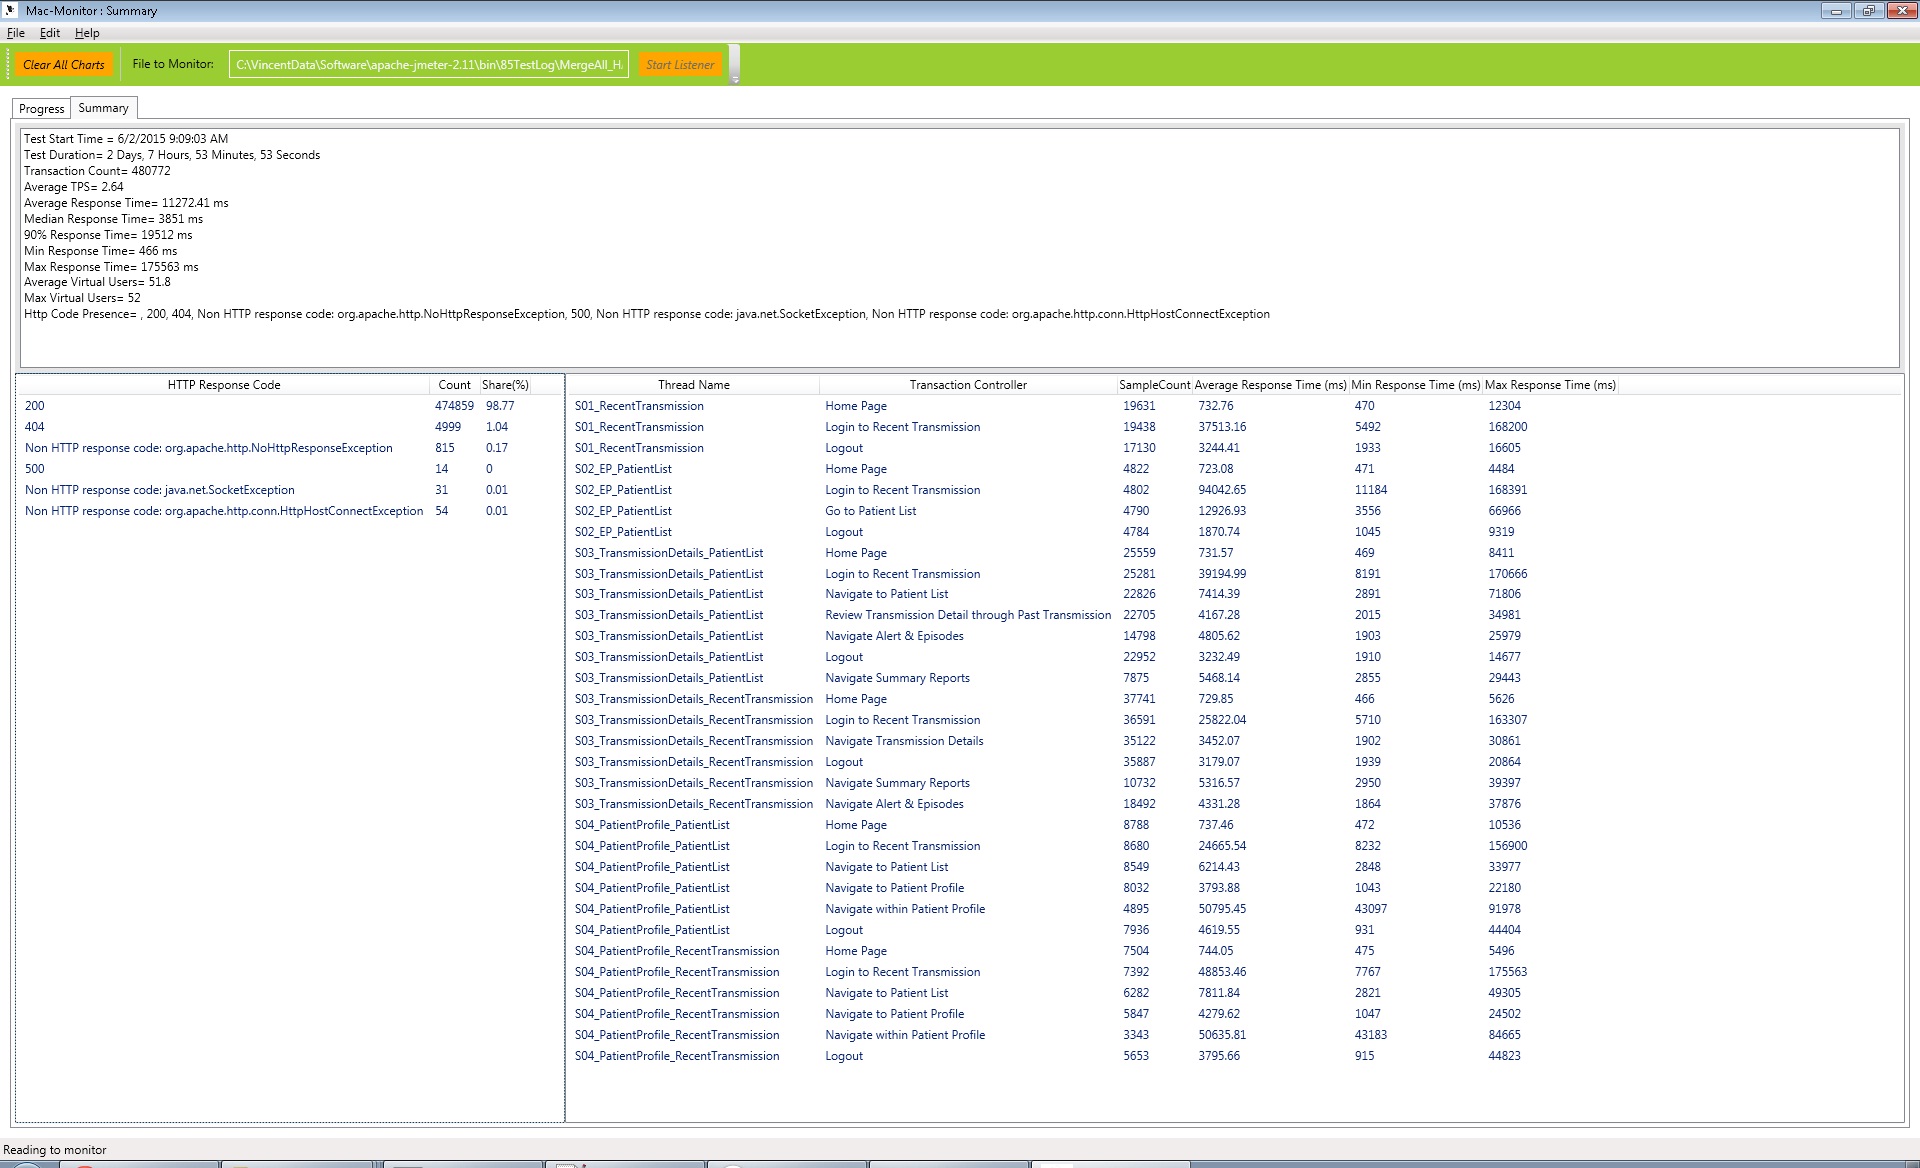 Mac-Monitor : Summary
File Edit Help
Clear All Charts File to Monitor: C:\VincentData\Software\apache-jmeter-2.11\bin\85TestLog\MergeAll_H Start Listener
Progress Summary
Test Start Time = 6/2/2015 9:09:03 AM
Test Duration= 2 Days, 7 Hours, 53 Minutes, 53 Seconds
Transaction Count= 480772
Average TPS= 2.64
Average Response Time= 11272.41 ms
Median Response Time= 3851 ms
90% Response Time= 19512 ms
Min Response Time= 466 ms
Max Response Time= 175563 ms
Average Virtual Users= 51.8
Max Virtual Users= 52
Http Code Presence= , 200, 404, Non HTTP response code: org.apache.http.NoHttpResponseException, 500, Non HTTP response code: java.net.SocketException, Non HTTP response code: org.apache.http.conn.HttpHostConnectException
HTTP Response Code Count Share(%)
200 474859 98.77
404 4999 1.04
Non HTTP response code: org.apache.http.NoHttpResponseException 815 0.17
500 14 0
Non HTTP response code: java.net.SocketException 31 0.01
Non HTTP response code: org.apache.http.conn.HttpHostConnectException 54 0.01
Thread Name Transaction Controller SampleCount Average Response Time (ms) Min Response Time (ms) Max Response Time (ms)
S01_RecentTransmission Home Page 19631 732.76 470 12304
S01_RecentTransmission Login to Recent Transmission 19438 37513.16 5492 168200
S01_RecentTransmission Logout 17130 3244.41 1933 16605
S02_EP_PatientList Home Page 4822 723.08 471 4484
S02_EP_PatientList Login to Recent Transmission 4802 94042.65 11184 168391
S02_EP_PatientList Go to Patient List 4790 12926.93 3556 66966
S02_EP_PatientList Logout 4784 1870.74 1045 9319
S03_TransmissionDetails_PatientList Home Page 25559 731.57 469 8411
S03_TransmissionDetails_PatientList Login to Recent Transmission 25281 39194.99 8191 170666
S03_TransmissionDetails_PatientList Navigate to Patient List 22826 7414.39 2891 71806
S03_TransmissionDetails_PatientList Review Transmission Detail through Past Transmission 22705 4167.28 2015 34981
S03_TransmissionDetails_PatientList Navigate Alert & Episodes 14798 4805.62 1903 25979
S03_TransmissionDetails_PatientList Logout 22952 3232.49 1910 14677
S03_TransmissionDetails_PatientList Navigate Summary Reports 7875 5468.14 2855 29443
S03_TransmissionDetails_RecentTransmission Home Page 37741 729.85 466 5626
S03_TransmissionDetails_RecentTransmission Login to Recent Transmission 36591 25822.04 5710 163307
S03_TransmissionDetails_RecentTransmission Navigate Transmission Details 35122 3452.07 1902 30861
S03_TransmissionDetails_RecentTransmission Logout 35887 3179.07 1939 20864
S03_TransmissionDetails_RecentTransmission Navigate Summary Reports 10732 5316.57 2950 39397
S03_TransmissionDetails_RecentTransmission Navigate Alert & Episodes 18492 4331.28 1864 37876
S04_PatientProfile_PatientList Home Page 8788 737.46 472 10536
S04_PatientProfile_PatientList Login to Recent Transmission 8680 24665.54 8232 156900
S04_PatientProfile_PatientList Navigate to Patient List 8549 6214.43 2848 33977
S04_PatientProfile_PatientList Navigate to Patient Profile 8032 3793.88 1043 22180
S04_PatientProfile_PatientList Navigate within Patient Profile 4895 50795.45 43097 91978
S04_PatientProfile_PatientList Logout 7936 4619.55 931 44404
S04_PatientProfile_RecentTransmission Home Page 7504 744.05 475 5496
S04_PatientProfile_RecentTransmission Login to Recent Transmission 7392 48853.46 7767 175563
S04_PatientProfile_RecentTransmission Navigate to Patient List 6282 7811.84 2821 49305
S04_PatientProfile_RecentTransmission Navigate to Patient Profile 5847 4279.62 1047 24502
S04_PatientProfile_RecentTransmission Navigate within Patient Profile 3343 50635.81 43183 84665
S04_PatientProfile_RecentTransmission Logout 5653 3795.66 915 44823
Reading to monitor